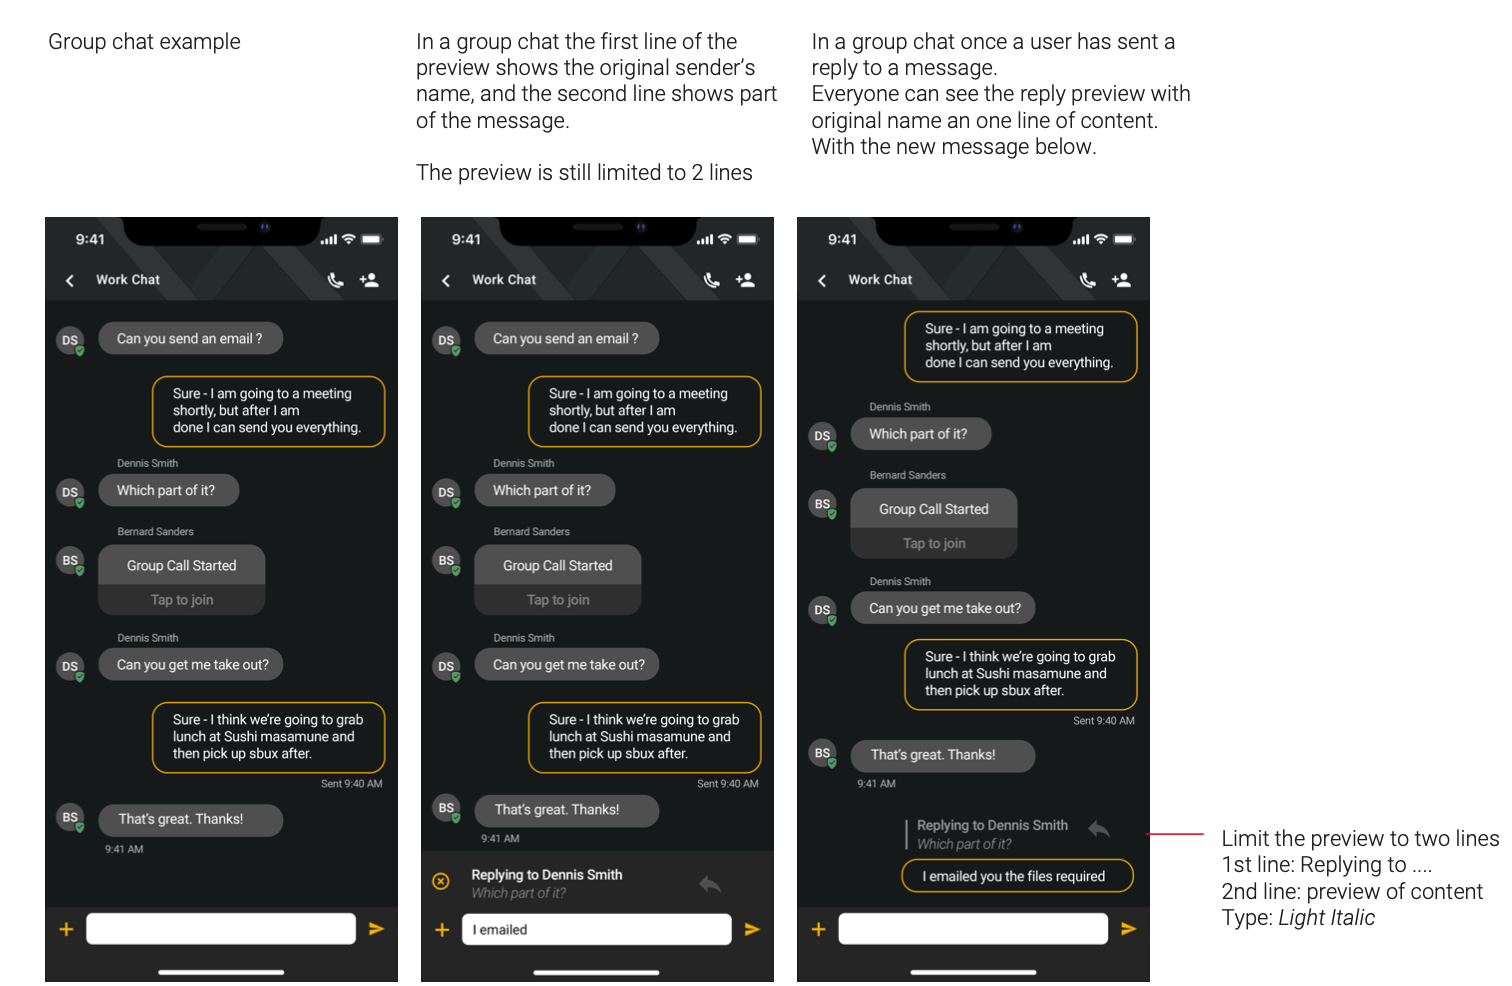 Group chat example
In a group chat the first line of the
preview shows the original sender's
name, and the second line shows part
of the message.
The preview is still limited to 2 lines
In a group chat once a user has sent a
reply to a message.
Everyone can see the reply preview with
original name an one line of content.
With the new message below.
9:41
Work Chat
DS
Can you send an email ?
Sure - I am going to a meeting
shortly, but after I am
done I can send you everything.
Dennis Smith
DS
Which part of it?
Bernard Sanders
BS
Group Call Started
Tap to join
Dennis Smith
DS
Can you get me take out?
Sure - I think we're going to grab
lunch at Sushi masamune and
then pick up sbux after.
Sent 9:40 AM
BS
That's great. Thanks!
9:41 AM
9:41
Work Chat
DS
Can you send an email ?
Sure - I am going to a meeting
shortly, but after I am
done I can send you everything.
Dennis Smith
DS
Which part of it?
Bernard Sanders
BS
Group Call Started
Tap to join
Dennis Smith
DS
Can you get me take out?
Sure - I think we're going to grab
lunch at Sushi masamune and
then pick up sbux after.
Sent 9:40 AM
BS
That's great. Thanks!
9:41 AM
Replying to Dennis Smith
Which part of it?
I emailed
9:41
Work Chat
Sure - I am going to a meeting
shortly, but after I am
done I can send you everything.
Dennis Smith
DS
Which part of it?
Bernard Sanders
BS
Group Call Started
Tap to join
Dennis Smith
DS
Can you get me take out?
Sure - I think we're going to grab
lunch at Sushi masamune and
then pick up sbux after.
Sent 9:40 AM
BS
That's great. Thanks!
9:41 AM
Replying to Dennis Smith
Which part of it?
I emailed you the files required
Limit the preview to two lines
1st line: Replying to ....
2nd line: preview of content
Type: Light Italic